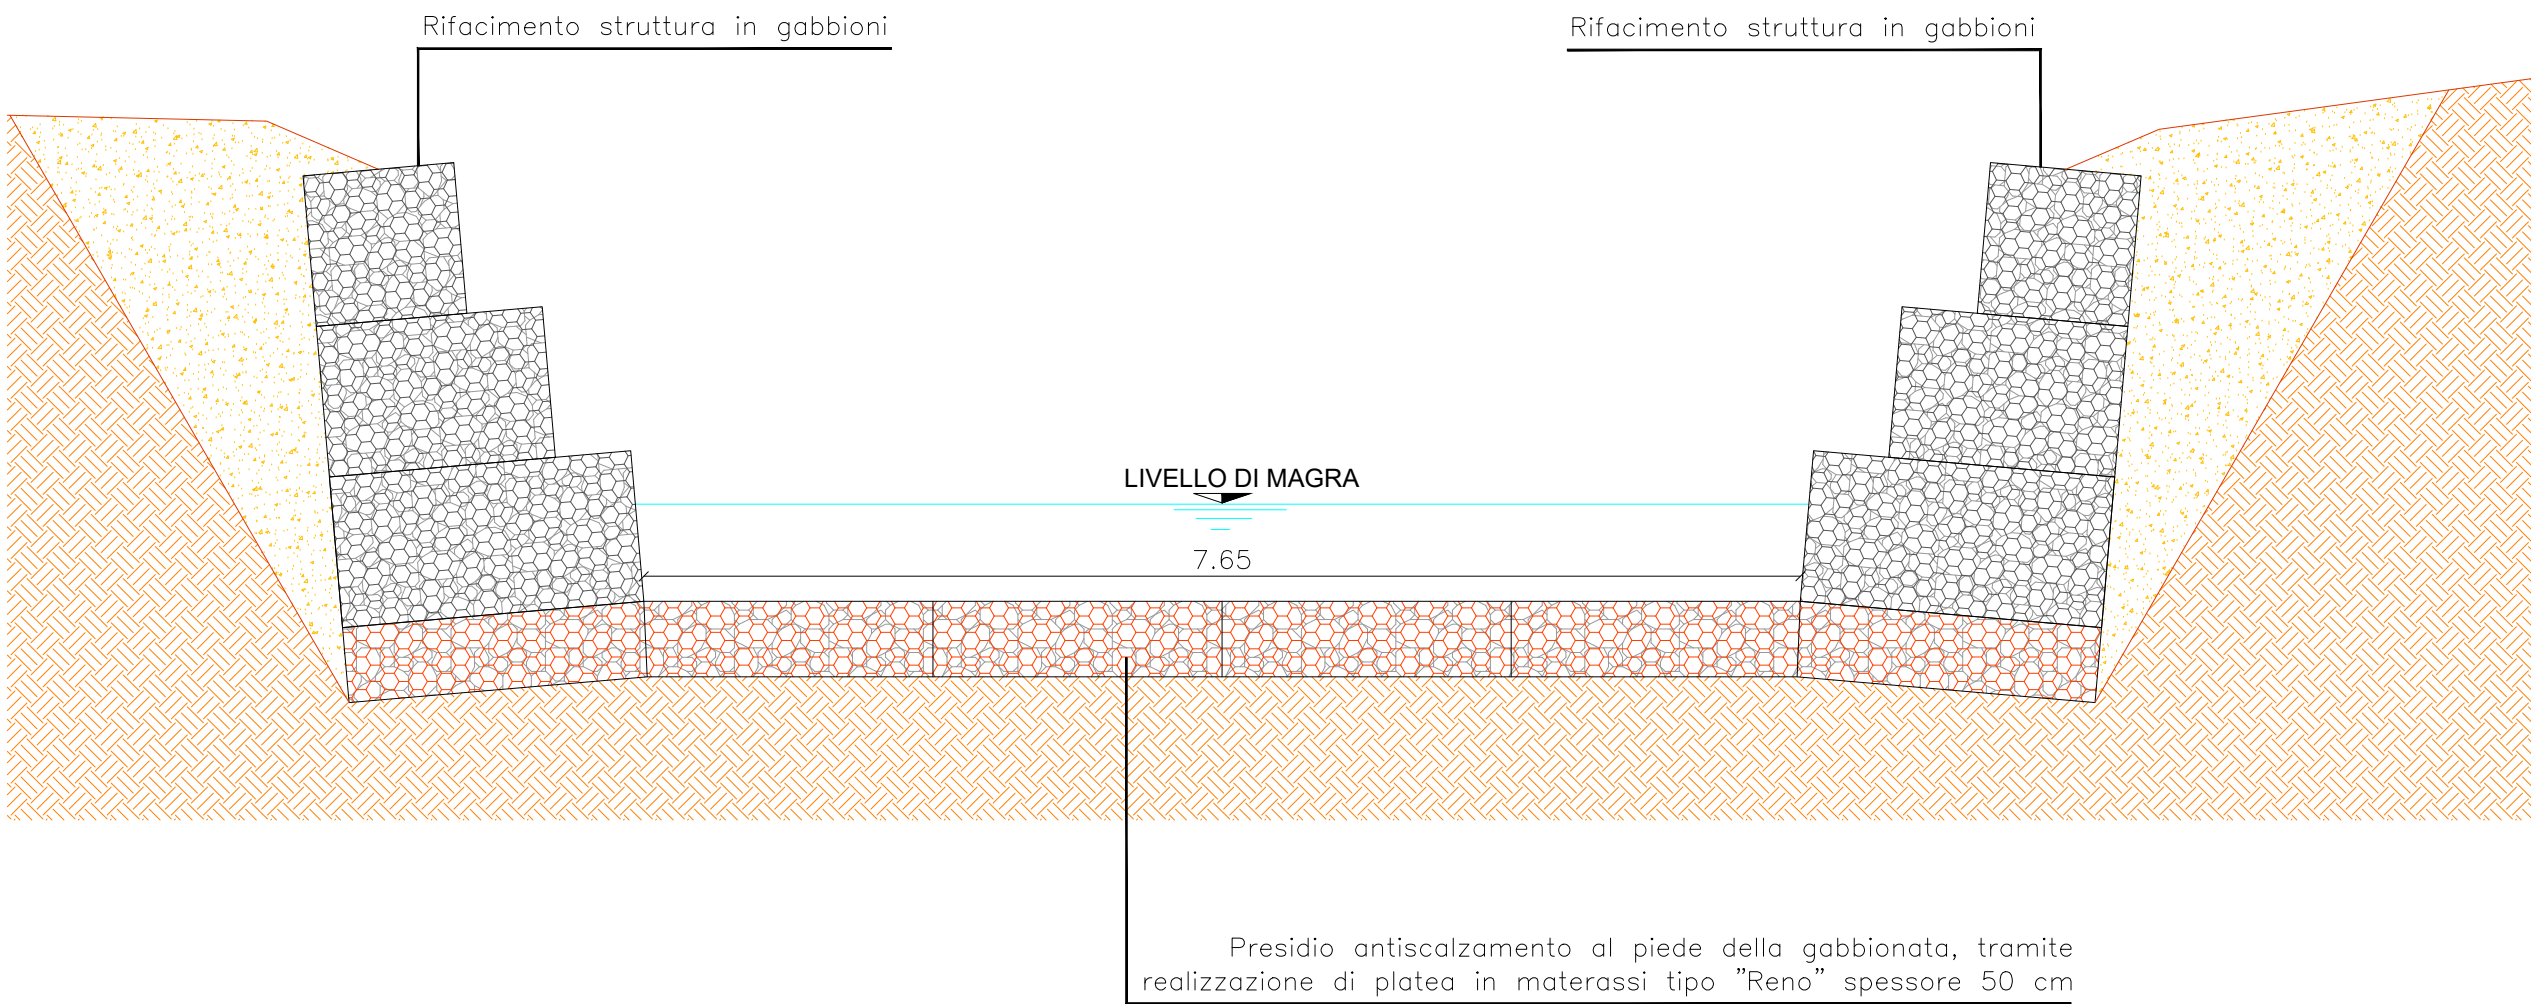 Rifacimento struttura in gabbioni
Rifacimento struttura in gabbioni
LIVELLO DI MAGRA
7.65
Presidio antiscalzamento al piede della gabbionata, tramite
realizzazione di platea in materassi tipo "Reno" spessore 50 cm